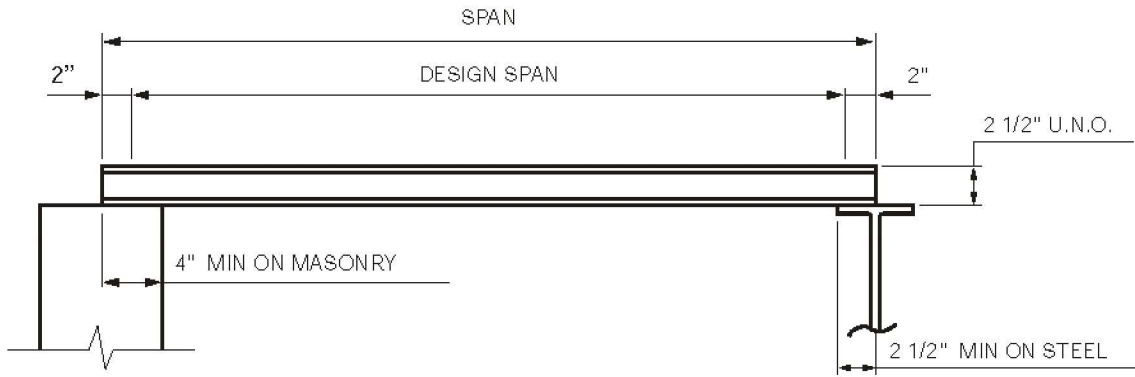 SPAN
2” DESIGN SPAN 2"
2 1/2" U.N.O.
4" MIN ON MASONRY
2 1/2" MIN ON STEEL